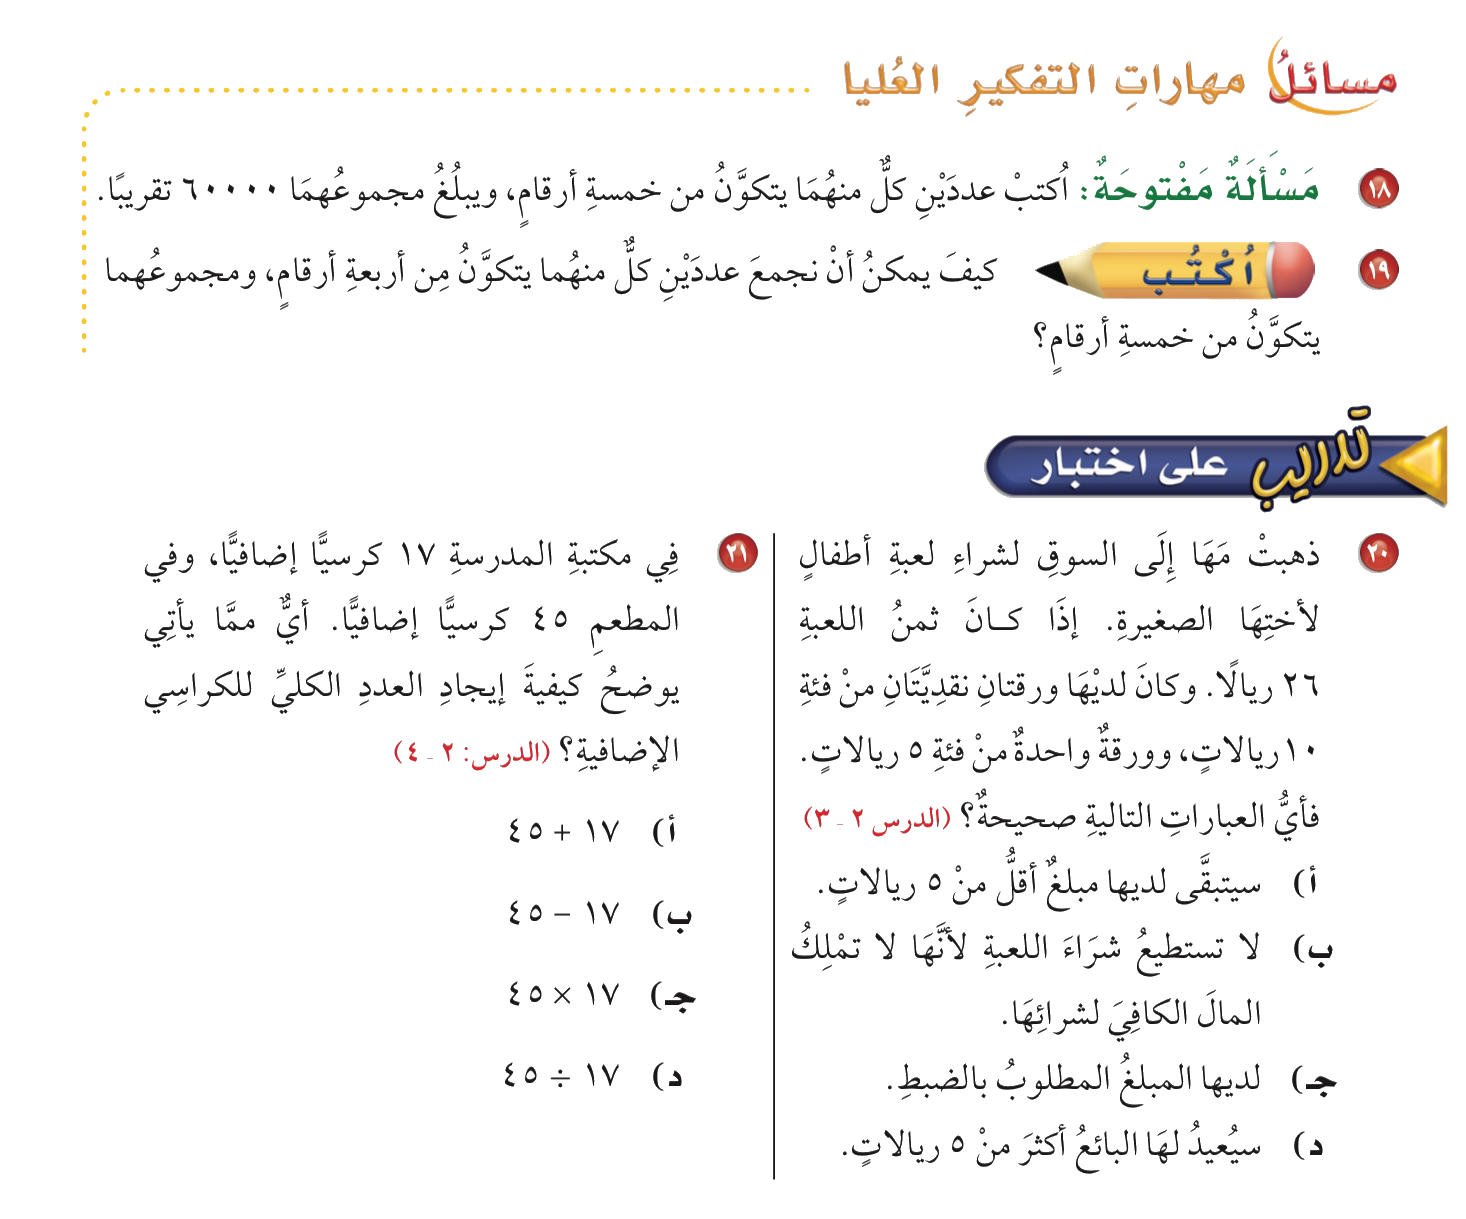 مسائلُ مهاراتِ التفكيرِ العُليا
١٨ مَسْأَلَةٌ مَفْتوحَةٌ: اُكتبْ عددَيْنِ كلٌّ منهُمَا يتكوَّنُ من خمسةِ أرقامٍ، ويبلُغُ مجموعُهمَا ٦٠٠٠٠ تقريبًا.
١٩ اُكْتُب كيفَ يمكنُ أنْ نجمعَ عددَيْنِ كلٌّ منهُما يتكوَّنُ مِن أربعةِ أرقامٍ، ومجموعُهما
يتكوَّنُ من خمسةِ أرقامٍ؟
تدريب على اختبار
٢٠ ذهبتْ مَهَا إِلَى السوقِ لشراءِ لعبةِ أطفالٍ
لأختِهَا الصغيرةِ. إذَا كانَ ثمنُ اللعبةِ
٢٦ ريالًا. وكانَ لديْهَا ورقتانِ نقديَّتَانِ منْ فئةِ
١٠ريالاتٍ، وورقةٌ واحدةٌ منْ فئةِ ٥ ريالاتٍ.
فأيُّ العباراتِ التاليةِ صحيحةٌ؟ (الدرس ٢ - ٣)
أ) سيتبقَّى لديها مبلغٌ أقلُّ منْ ٥ ريالاتٍ.
ب) لا تستطيعُ شرَاءَ اللعبةِ لأنَّهَا لا تمْلِكُ
المالَ الكافِيَ لشرائِهَا.
جـ) لديها المبلغُ المطلوبُ بالضبطِ.
د) سيُعيدُ لهَا البائعُ أكثرَ منْ ٥ ريالاتٍ.
٢١ فِي مكتبةِ المدرسةِ ١٧ كرسيًّا إضافيًّا، وفي
المطعمِ ٤٥ كرسيًّا إضافيًّا. أيٌّ ممَّا يأتِي
يوضحُ كيفيةَ إيجادِ العددِ الكليِّ للكراسِي
الإضافيةِ؟ (الدرس: ٢ - ٤)
أ) ١٧ + ٤٥
ب) ١٧ – ٤٥
جـ) ١٧ × ٤٥
د) ١٧ ÷ ٤٥